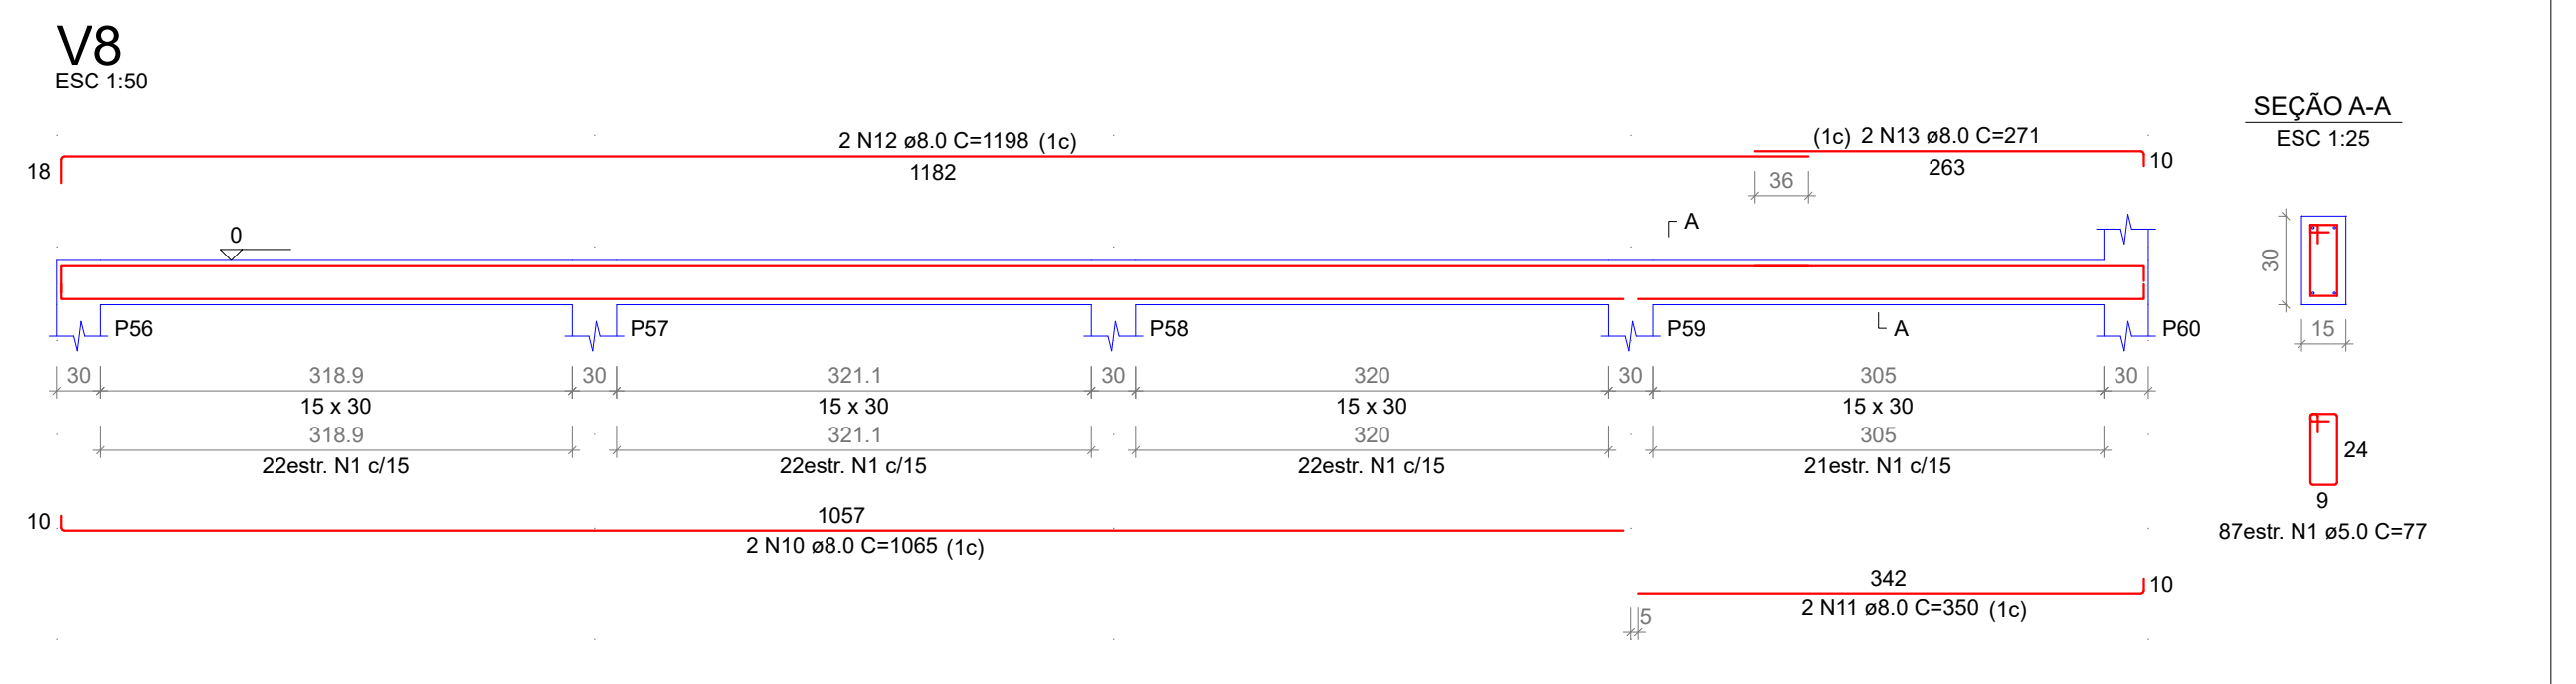 V8
ESC 1:50
2 N12 ø8.0 C=1198 (1c)
18
1182
(1c) 2 N13 ø8.0 C=271
263
10
36
SEÇÃO A-A
ESC 1:25
0
A
A
P56
P57
P58
P59
P60
30
15
30 318.9 30 321.1 30 320 30 305 30
15 x 30 15 x 30 15 x 30 15 x 30
318.9 321.1 320 305
22estr. N1 c/15 22estr. N1 c/15 22estr. N1 c/15 21estr. N1 c/15
24
9
87estr. N1 ø5.0 C=77
10
1057
2 N10 ø8.0 C=1065 (1c)
342
10
2 N11 ø8.0 C=350 (1c)
5